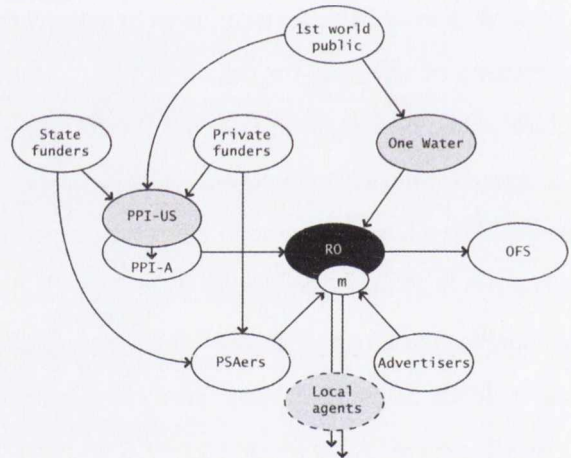 1st world
public
State
funders
Private
funders
One Water
PPI-US
PPI-A
RO
OFS
m
PSAers
Advertisers
Local
agents